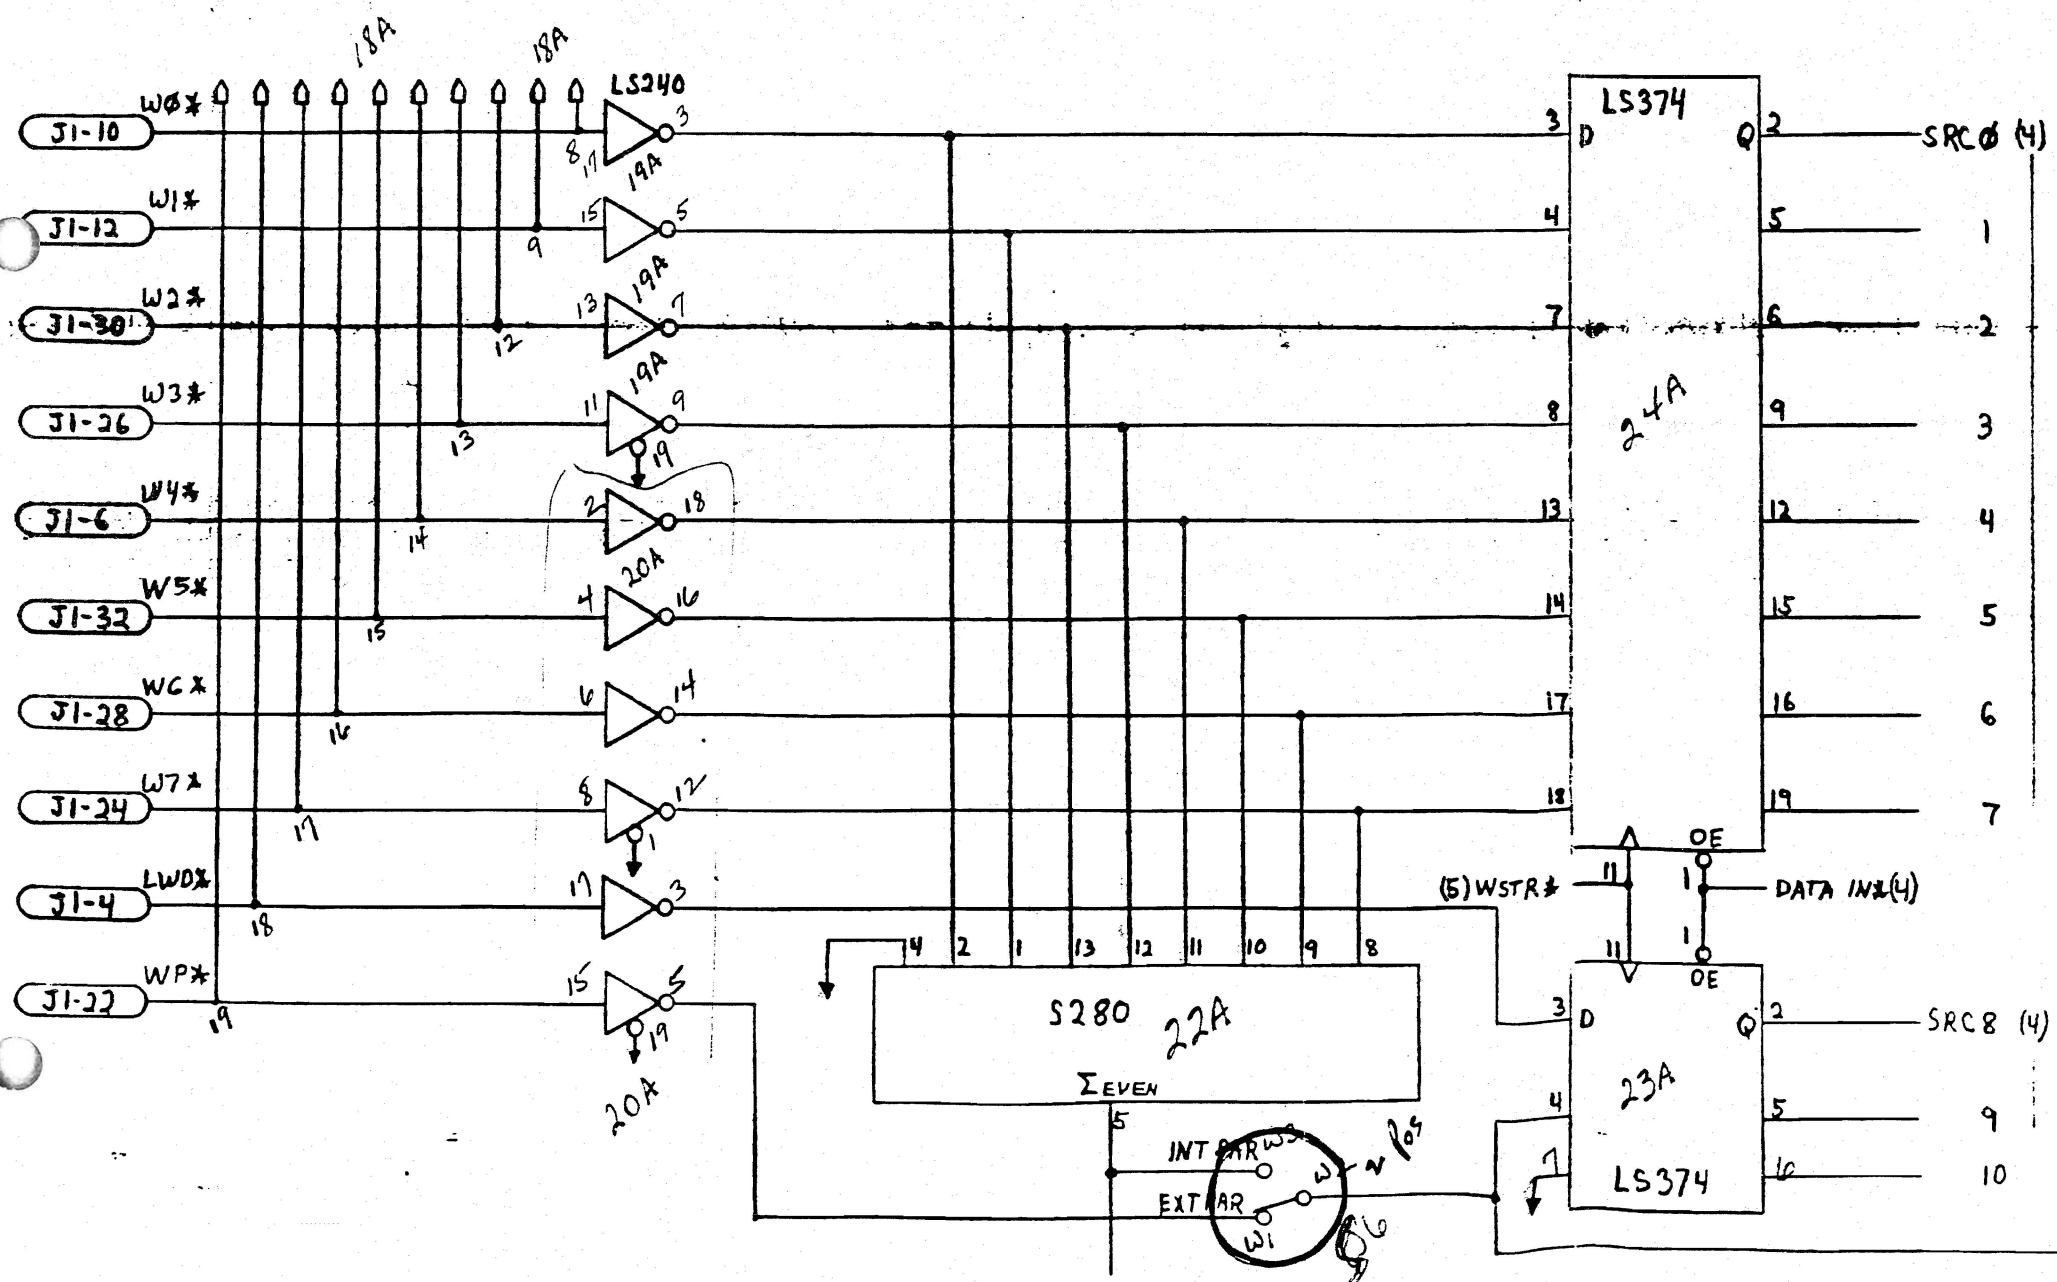 18A 18A
LS240
J1-10 W0* 8 17 3 19A
J1-12 W1* 9 15 5 19A
J1-30 W2* 12 13 7 19A
J1-26 W3* 13 11 9 19
J1-6 W4* 14 2 18 20A
J1-32 W5* 15 4 16
J1-28 W6* 16 6 14
J1-24 W7* 17 8 12 1
J1-4 LWD* 18 17 3
J1-22 WP* 19 15 5 19
20A
LS374
3 D Q 2 SRC0 (4)
4 5 1
7 6 2
8 9 3
24A
13 12 4
14 15 5
17 16 6
18 19 7
OE
(5) WSTR* 11 1 DATA IN*(4)
11 1
OE
4 2 1 13 12 11 10 9 8
S280 22A
Σ EVEN
5
INT PAR
EXT PAR
W1
Pos
3 D Q 2 SRC8 (4)
23A
4 5 9
7 LS374 6 10